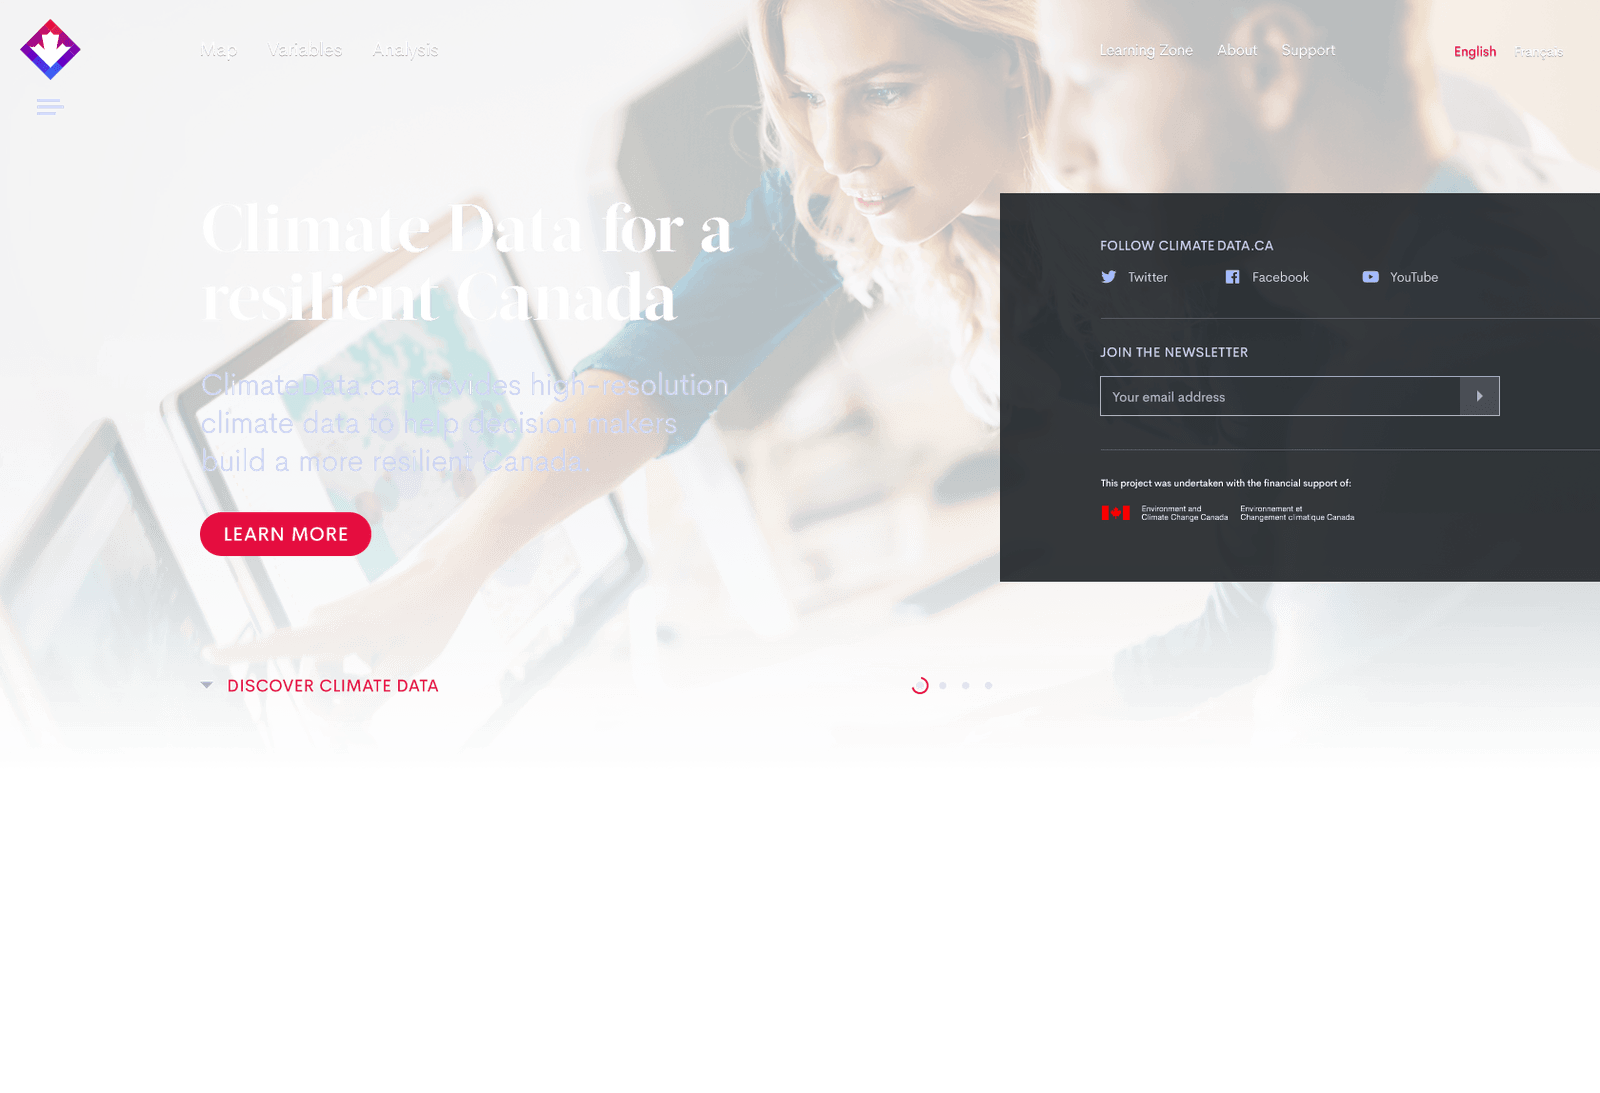 Map Variables Analysis Learning Zone About Support English Français
Climate Data for a
resilient Canada
ClimateData.ca provides high-resolution
climate data to help decision makers
build a more resilient Canada.
LEARN MORE
DISCOVER CLIMATE DATA
FOLLOW CLIMATE DATA.CA
Twitter Facebook YouTube
JOIN THE NEWSLETTER
Your email address
This project was undertaken with the financial support of:
Environment and
Climate Change Canada
Environnement et
Changement climatique Canada